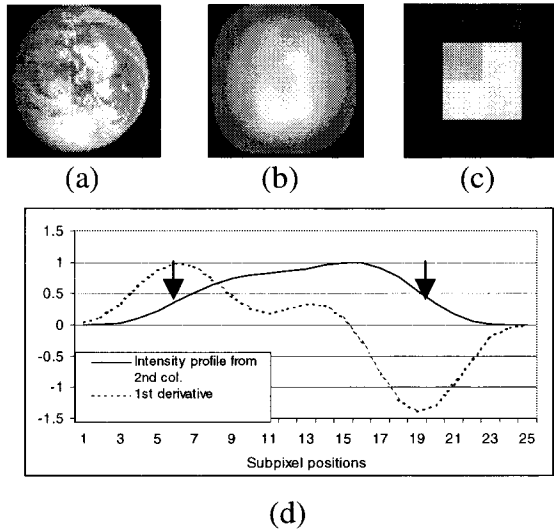 (a) (b) (c)
1.5
1
0.5
0
-0.5
-1
-1.5
Intensity profile from
2nd col.
1st derivative
1 3 5 7 9 11 13 15 17 19 21 23 25
Subpixel positions
(d)